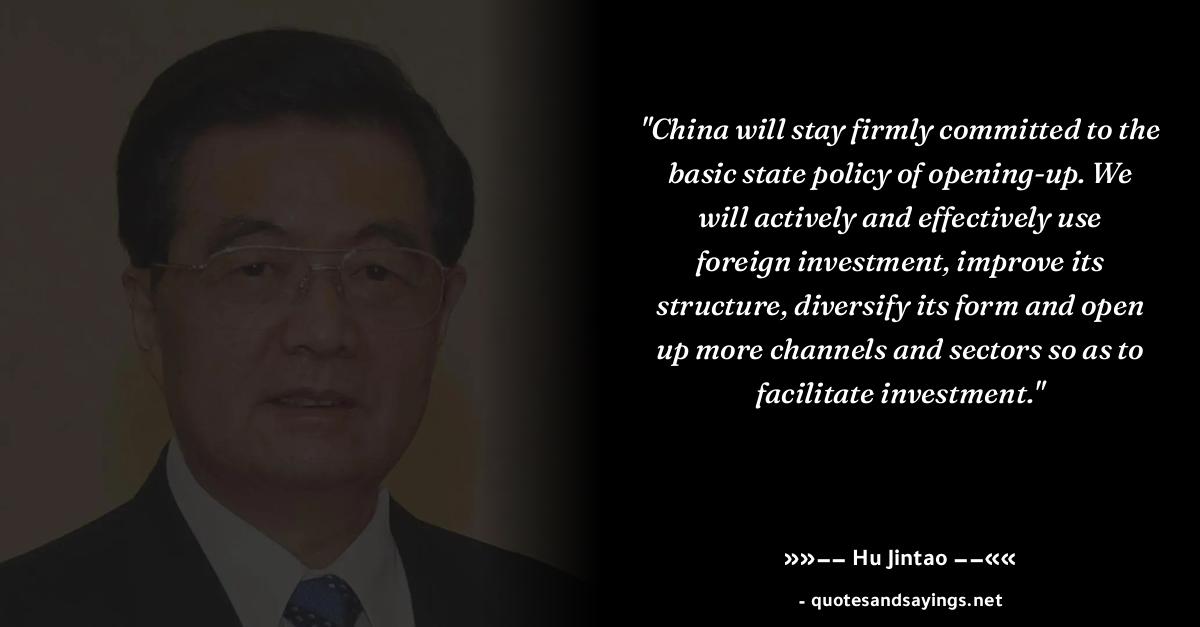 "China will stay firmly committed to the
basic state policy of opening-up. We
will actively and effectively use
foreign investment, improve its
structure, diversify its form and open
up more channels and sectors so as to
facilitate investment."
»»−− Hu Jintao −−««
- quotesandsayings.net